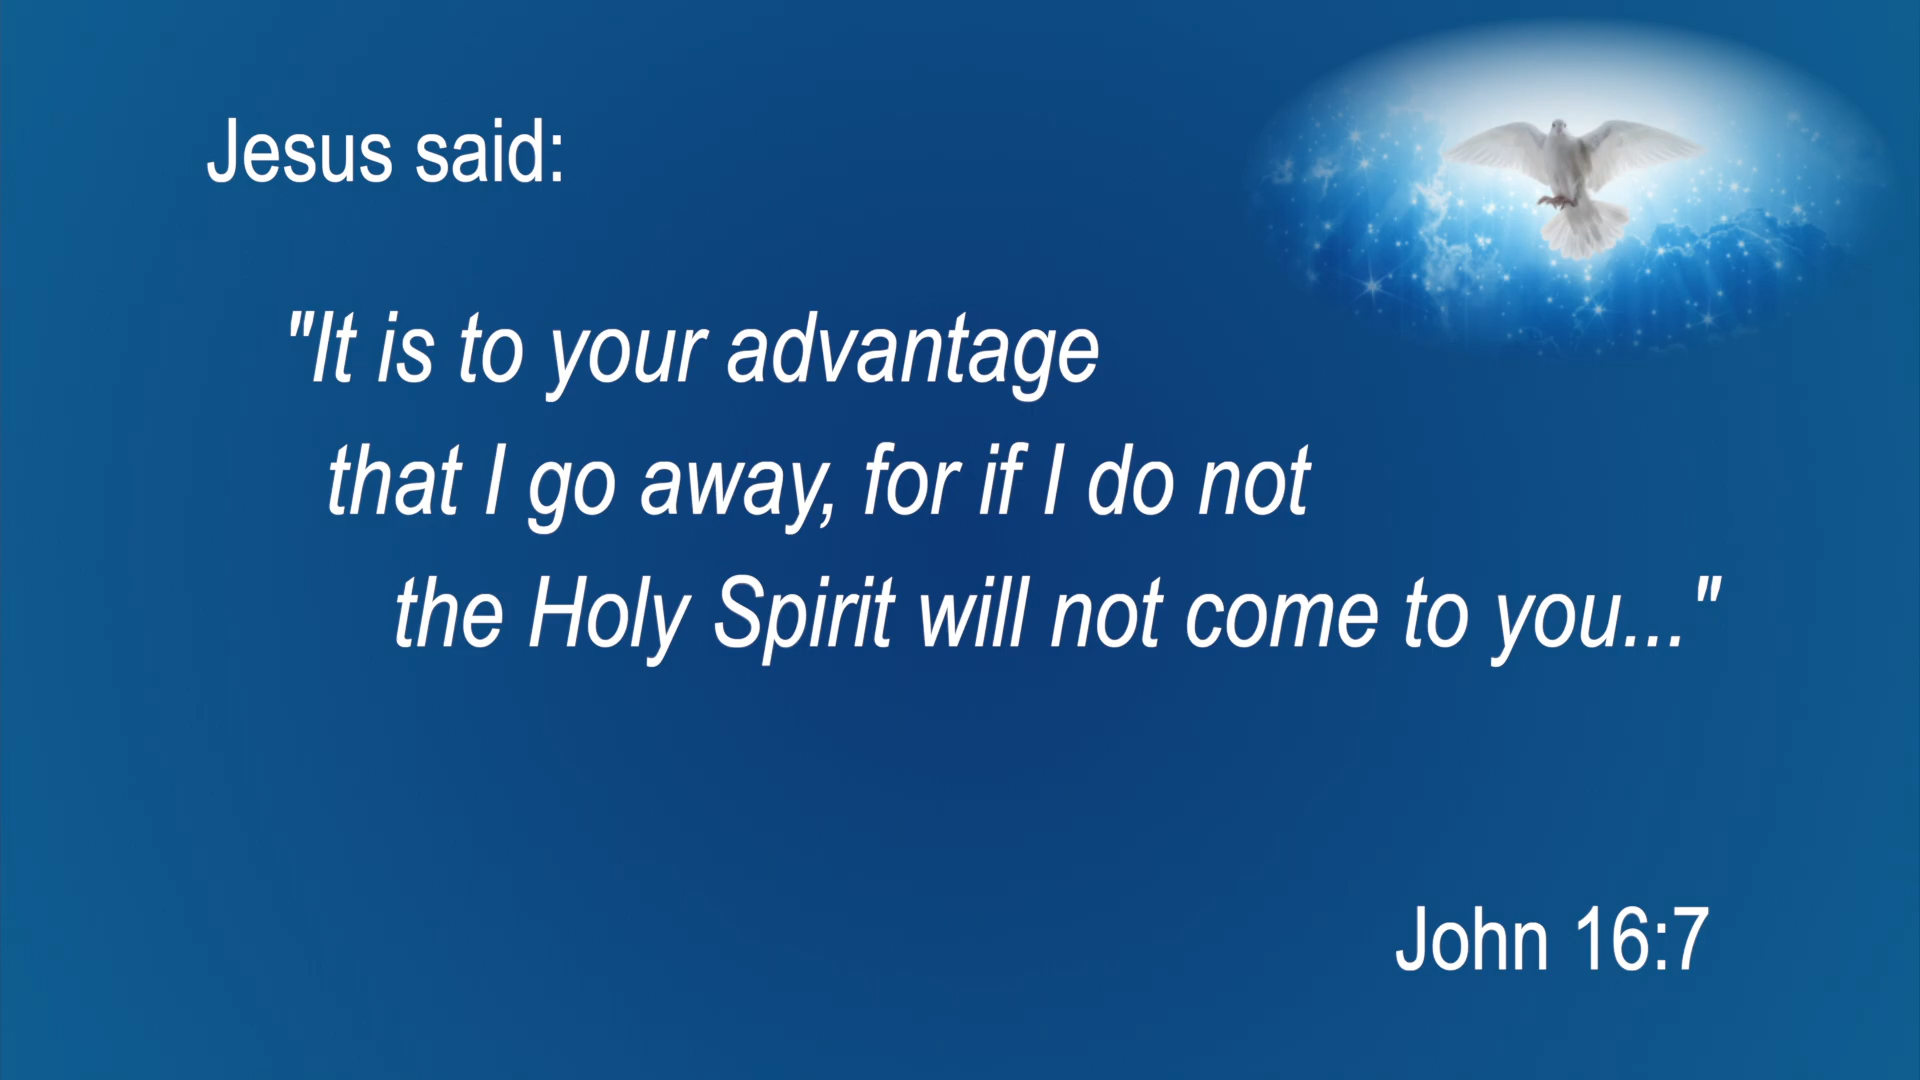 Jesus said:
"It is to your advantage
that I go away, for if I do not
the Holy Spirit will not come to you..."
John 16:7